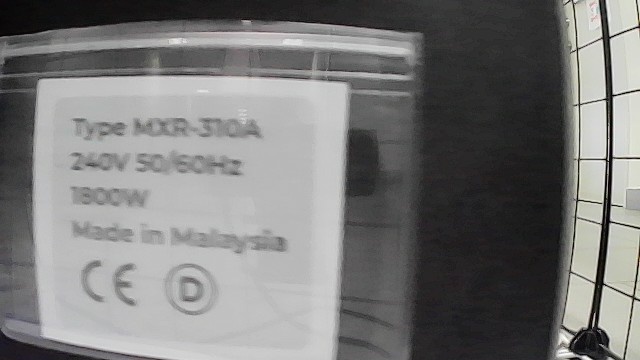 Type MXR-310A
240V 50/60Hz
1800W
Made in Malaysia
CE D